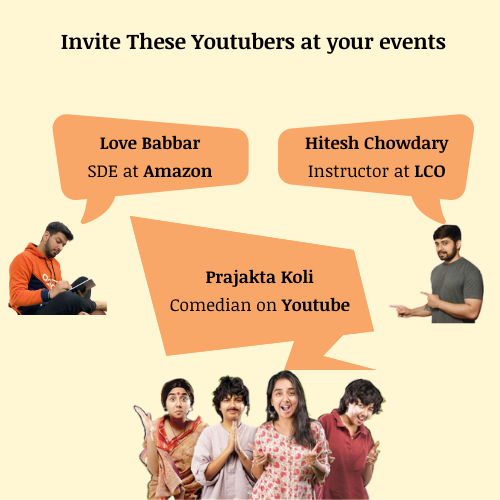 Invite These Youtubers at your events
Love Babbar
SDE at Amazon
Hitesh Chowdary
Instructor at LCO
Prajakta Koli
Comedian on Youtube